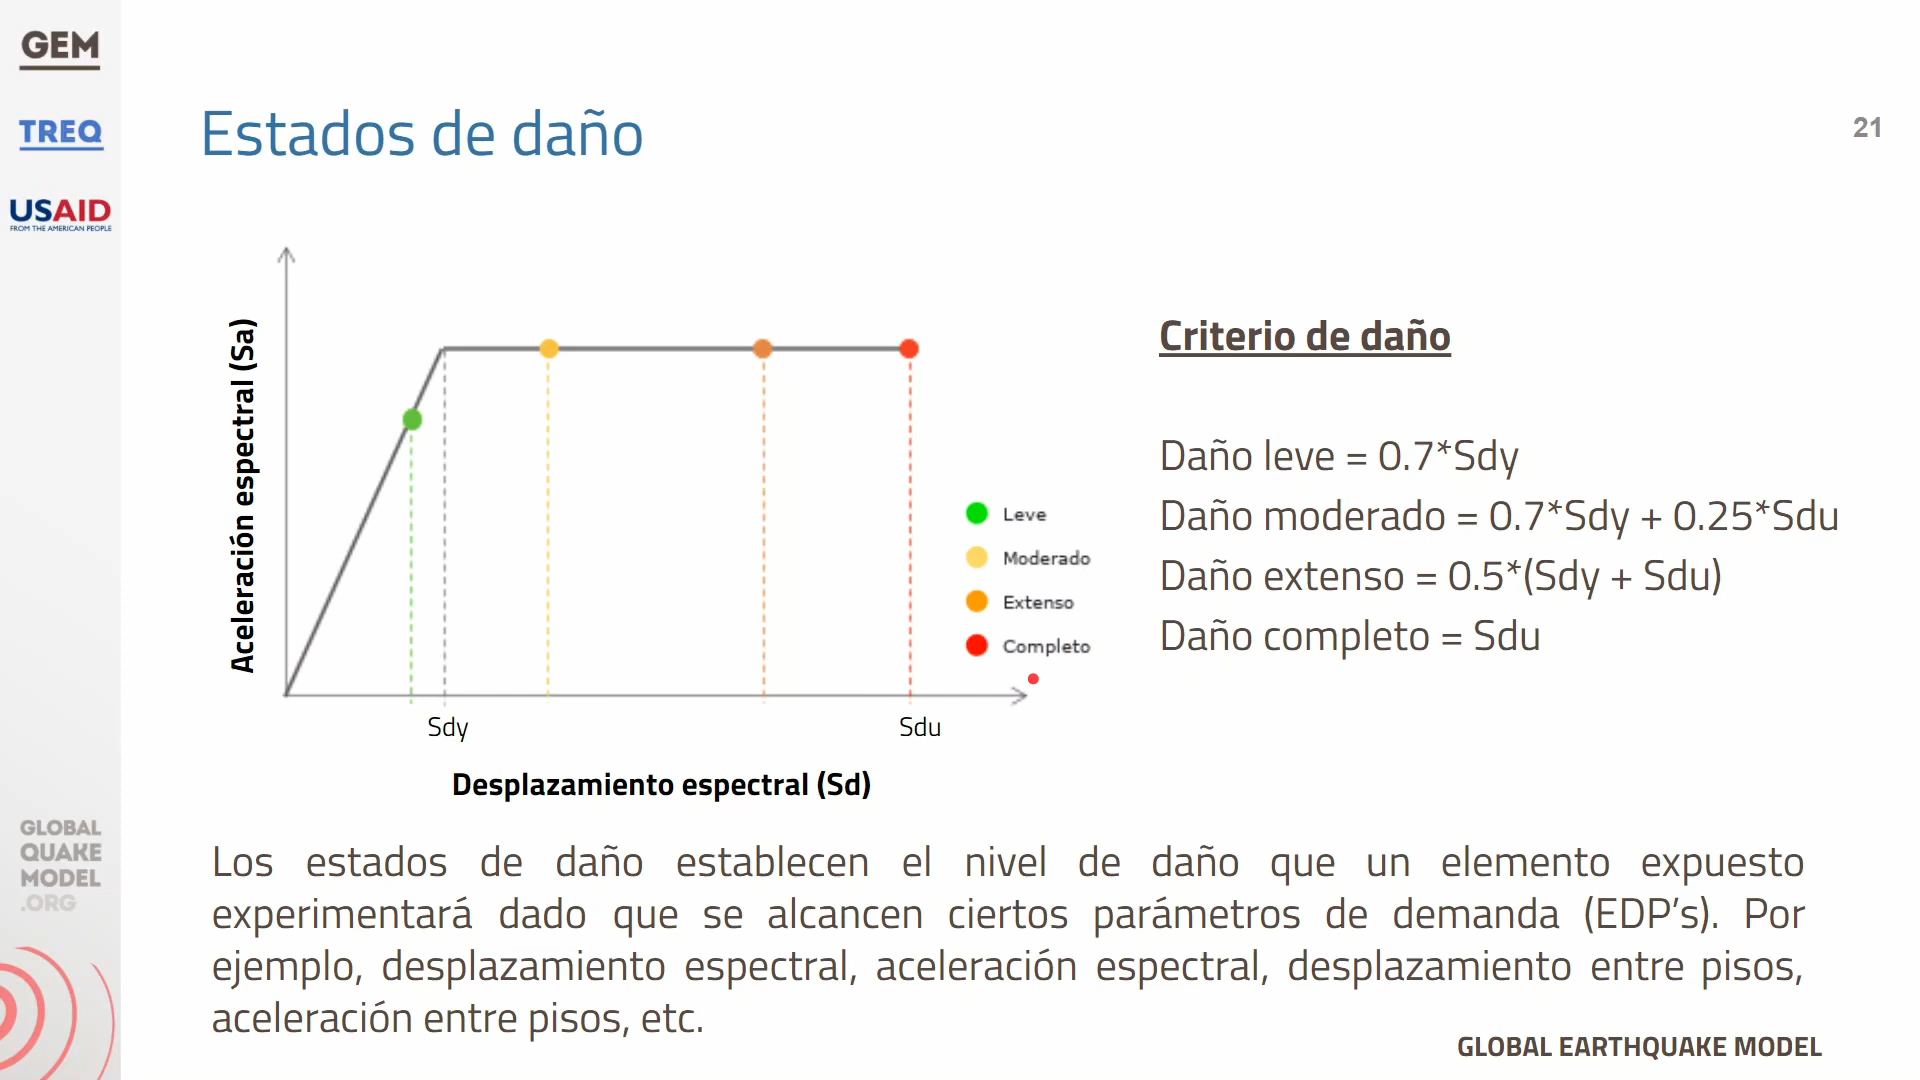 GEM
TREQ
USAID
FROM THE AMERICAN PEOPLE
Estados de daño
21
Aceleración espectral (Sa)
Leve
Moderado
Extenso
Completo
Sdy
Sdu
Desplazamiento espectral (Sd)
Criterio de daño
Daño leve = 0.7*Sdy
Daño moderado = 0.7*Sdy + 0.25*Sdu
Daño extenso = 0.5*(Sdy + Sdu)
Daño completo = Sdu
Los estados de daño establecen el nivel de daño que un elemento expuesto
experimentará dado que se alcancen ciertos parámetros de demanda (EDP’s). Por
ejemplo, desplazamiento espectral, aceleración espectral, desplazamiento entre pisos,
aceleración entre pisos, etc.
GLOBAL
QUAKE
MODEL
.ORG
GLOBAL EARTHQUAKE MODEL